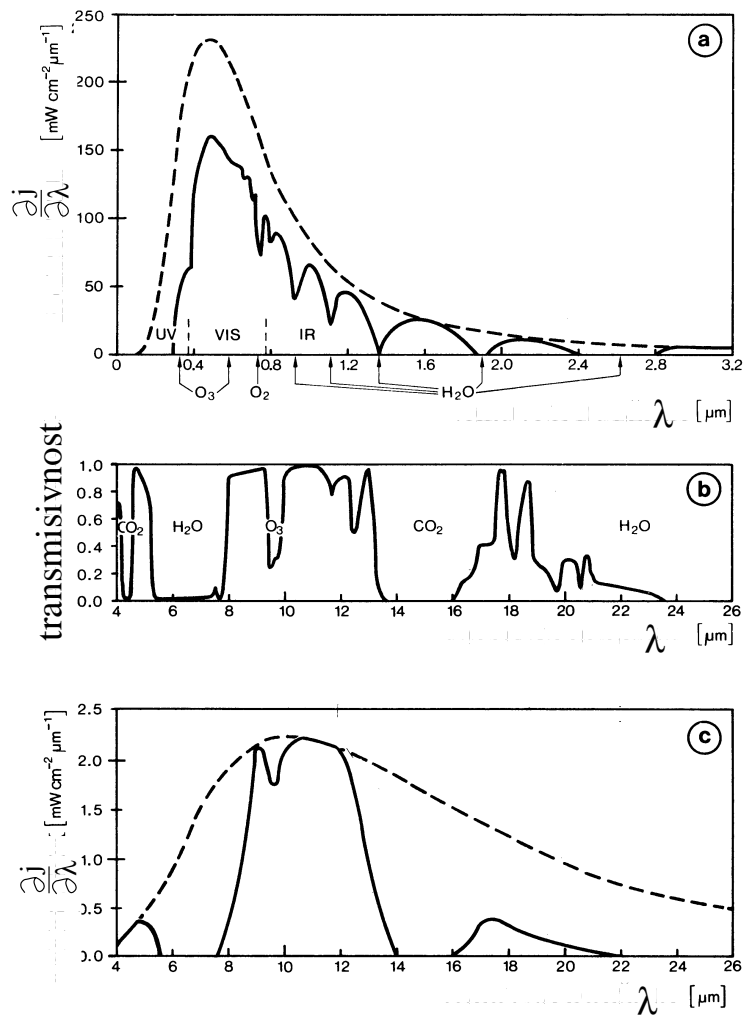 250
[mW cm⁻² μm⁻¹]
a
200
150
∂j
∂λ
100
50
UV VIS IR
0
0 0.4 0.8 1.2 1.6 2.0 2.4 2.8 3.2
O₃ O₂ H₂O
λ [μm]
transmisivnost
1.0
b
0.8
0.6
CO₂ H₂O O₃ CO₂ H₂O
0.4
0.2
0.0
4 6 8 10 12 14 16 18 20 22 24 26
λ [μm]
2.5
[mW cm⁻² μm⁻¹]
c
2.0
1.5
1.0
∂j
∂λ
0.5
0.0
4 6 8 10 12 14 16 18 20 22 24 26
λ [μm]